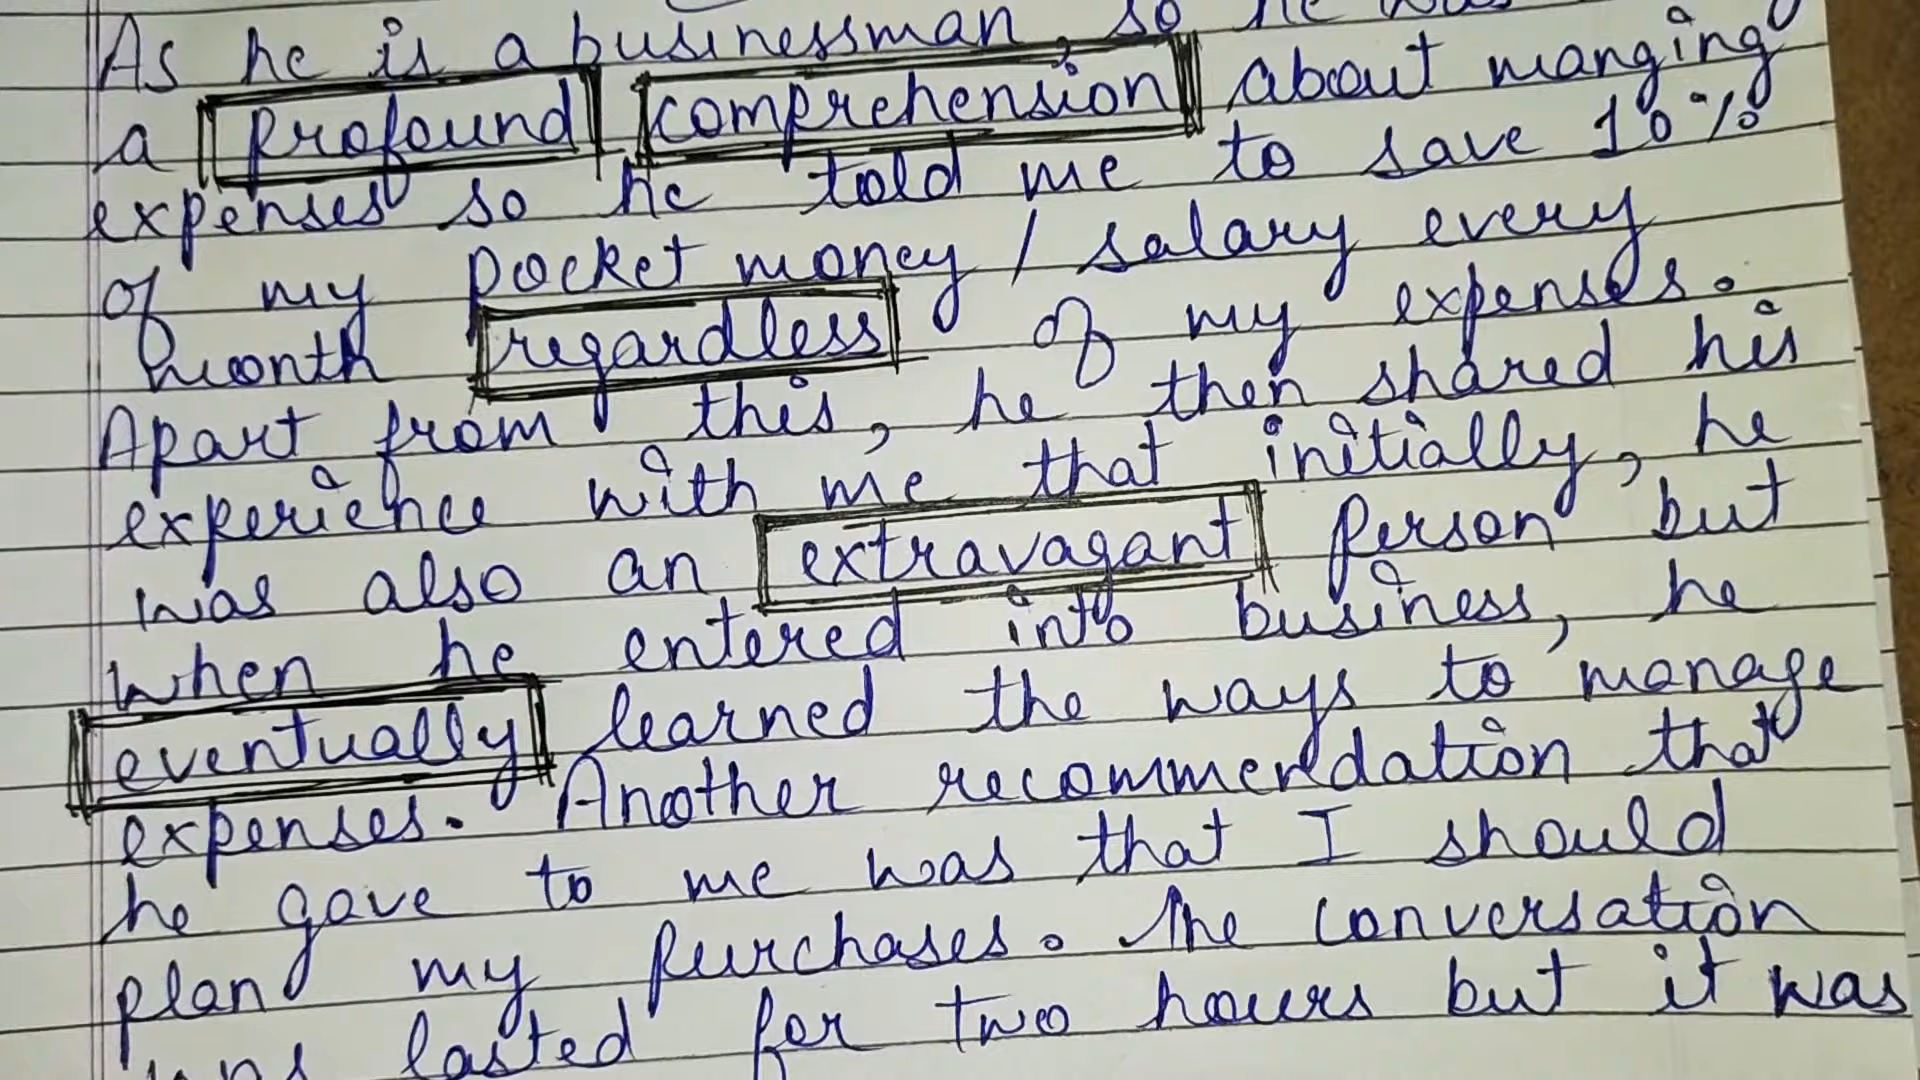 As he is a businessman, so he was
a profound comprehension about manging
expenses so he told me to save 10%
of my pocket money / salary every
month regardless of my expenses.
Apart from this, he then shared his
experience with me that initially, he
was also an extravagant person but
when he entered into business, he
eventually learned the ways to manage
expenses. Another recommendation that
he gave to me was that I should
plan my purchases. The conversation
was lasted for two hours but it was